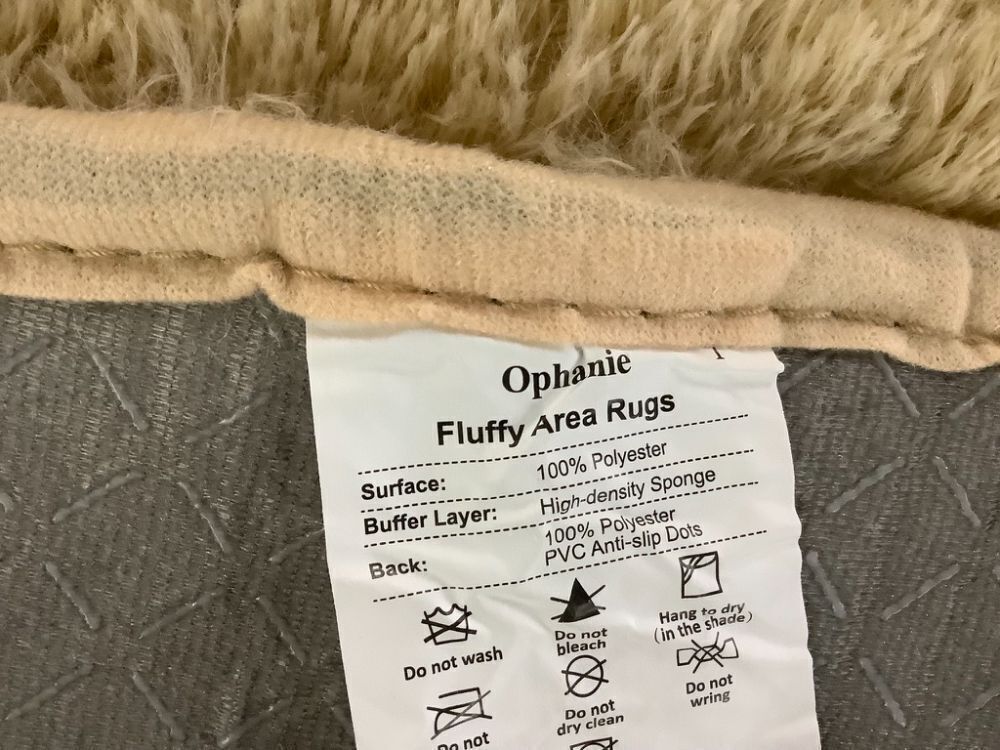 Ophanie
Fluffy Area Rugs
Surface: 100% Polyester
Buffer Layer: High-density Sponge
Back: 100% Polyester
PVC Anti-slip Dots
Do not wash
Do not
bleach
Hang to dry
(in the shade)
Do not
Do not
dry clean
Do not
wring